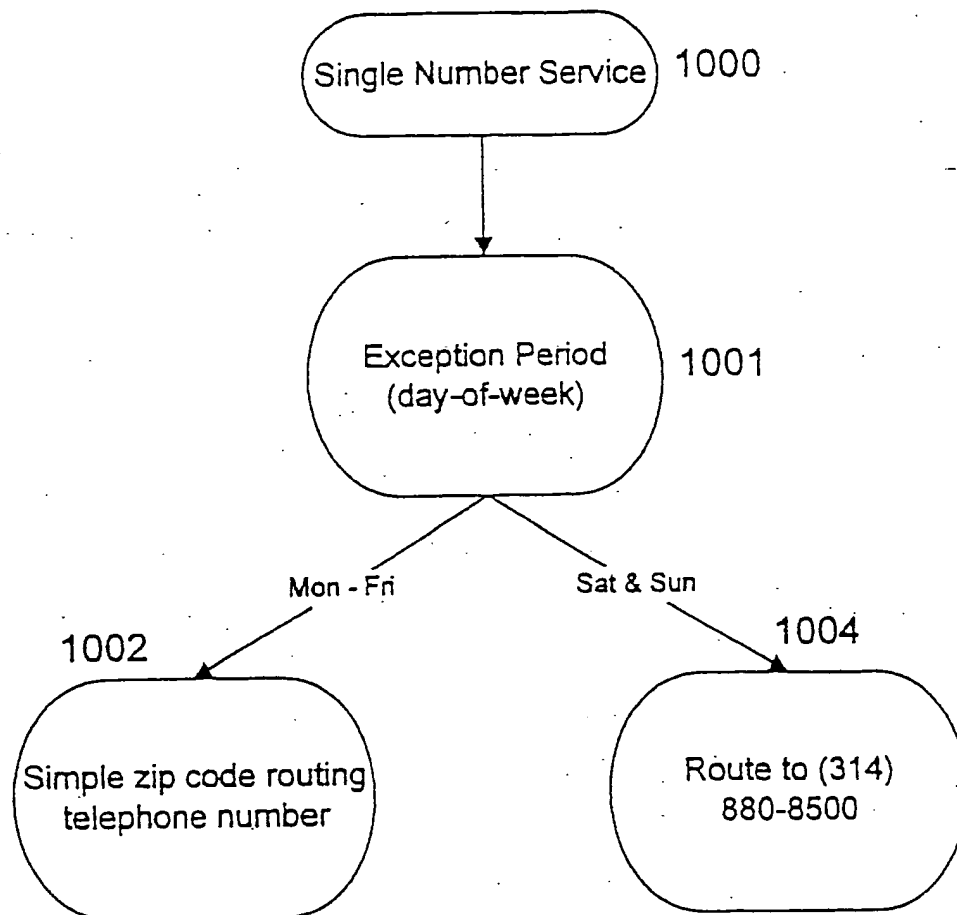 Single Number Service
1000
Exception Period
(day-of-week)
1001
Mon - Fri
Sat & Sun
1002
1004
Simple zip code routing
telephone number
Route to (314)
880-8500